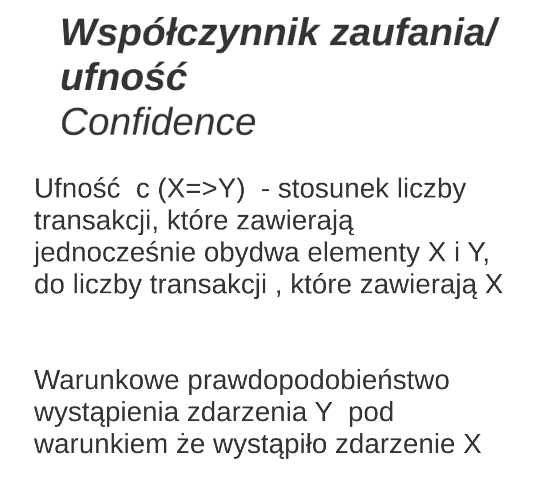 Współczynnik zaufania/
ufność
Confidence
Ufność  c (X=>Y)  - stosunek liczby
transakcji, które zawierają
jednocześnie obydwa elementy X i Y,
do liczby transakcji , które zawierają X
Warunkowe prawdopodobieństwo
wystąpienia zdarzenia Y  pod
warunkiem że wystąpiło zdarzenie X